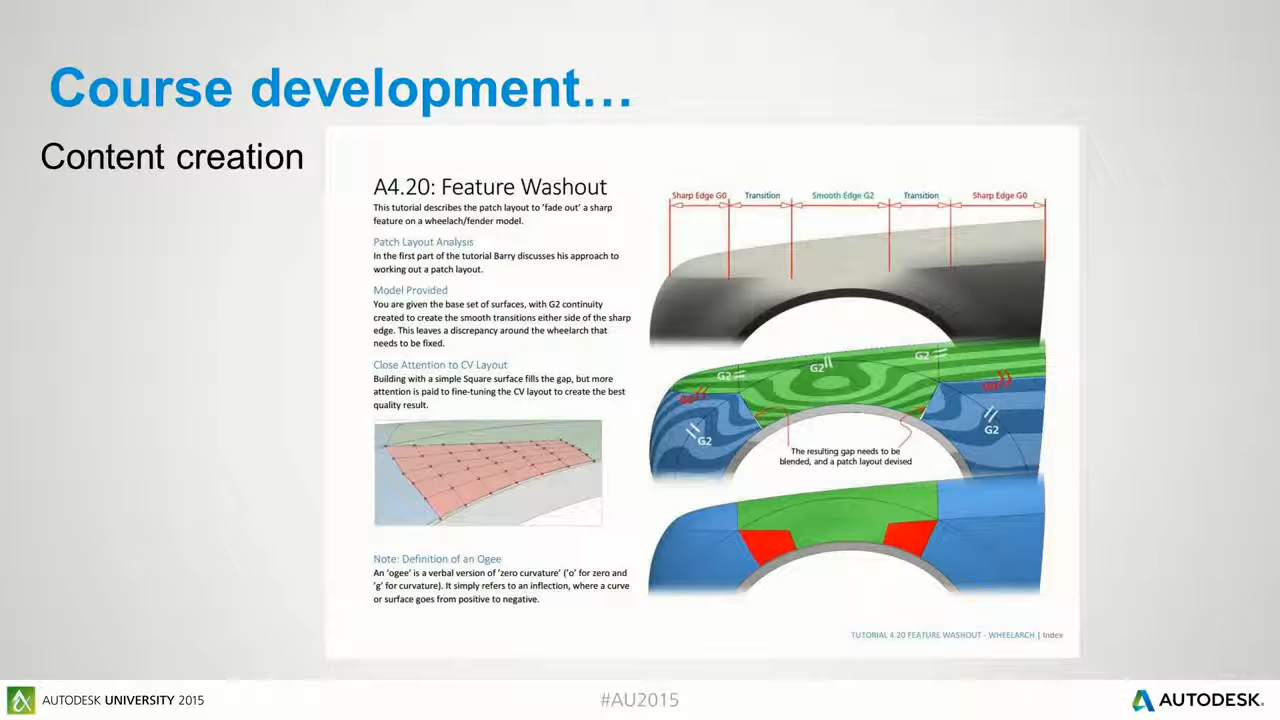 Course development…
Content creation
A4.20: Feature Washout
This tutorial describes the patch layout to 'fade out' a sharp
feature on a wheelach/fender model.
Patch Layout Analysis
In the first part of the tutorial Barry discusses his approach to
working out a patch layout.
Model Provided
You are given the base set of surfaces, with G2 continuity
created to create the smooth transitions either side of the sharp
edge. This leaves a discrepancy around the wheelarch that
needs to be fixed.
Close Attention to CV Layout
Building with a simple Square surface fills the gap, but more
attention is paid to fine-tuning the CV layout to create the best
quality result.
Note: Definition of an Ogee
An 'ogee' is a verbal version of 'zero curvature' ('o' for zero and
'g' for curvature). It simply refers to an inflection, where a curve
or surface goes from positive to negative.
Sharp Edge G0 Transition Smooth Edge G2 Transition Sharp Edge G0
G2 G2 G2
G2 G2
The resulting gap needs to be
blended, and a patch layout devised
TUTORIAL 4.20 FEATURE WASHOUT - WHEELARCH | Index
AUTODESK UNIVERSITY 2015
#AU2015
AUTODESK.